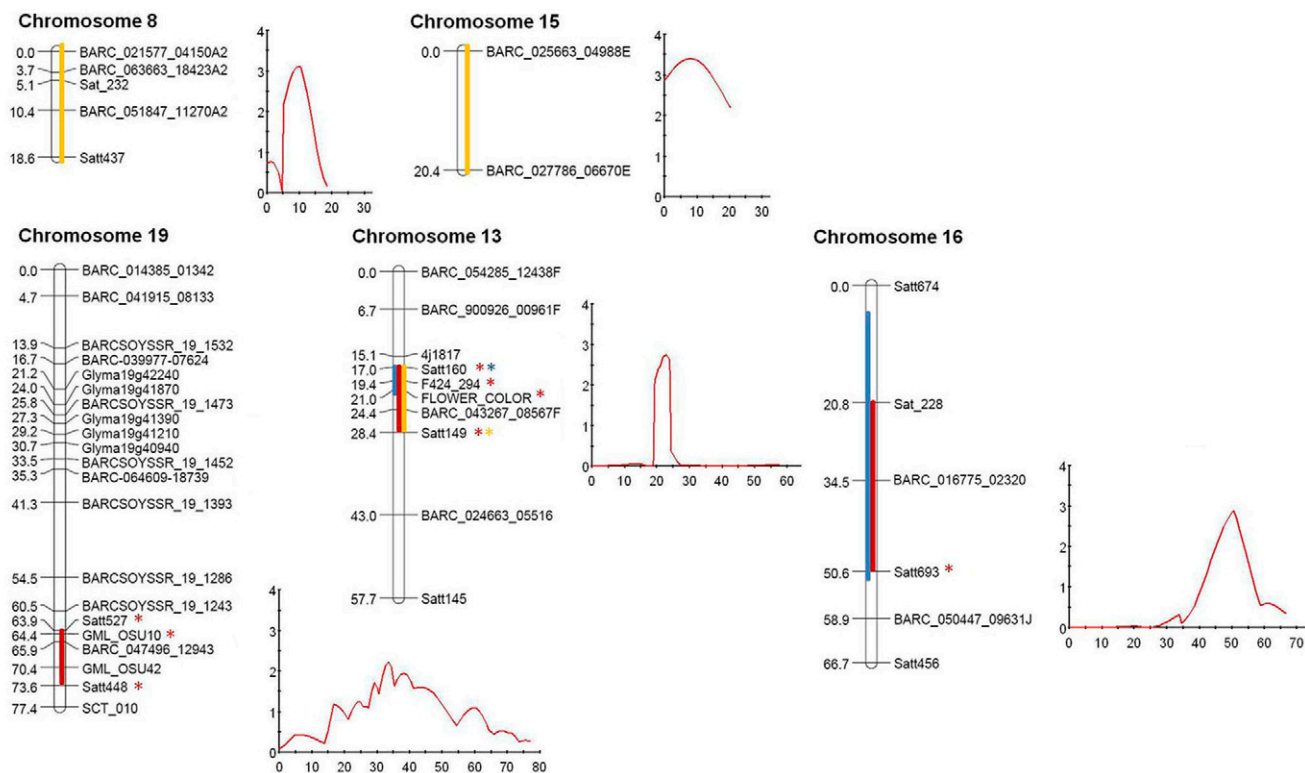 Chromosome 8
0.0 BARC_021577_04150A2
3.7 BARC_063663_18423A2
5.1 Sat_232
10.4 BARC_051847_11270A2
18.6 Satt437
4
3
2
1
0
0 10 20 30
Chromosome 15
0.0 BARC_025663_04988E
20.4 BARC_027786_06670E
4
3
2
1
0
0 10 20 30
Chromosome 19
0.0 BARC_014385_01342
4.7 BARC_041915_08133
13.9 BARCSOYSSR_19_1532
16.7 BARC-039977-07624
21.2 Glyma19g42240
24.0 Glyma19g41870
25.8 BARCSOYSSR_19_1473
27.3 Glyma19g41390
29.2 Glyma19g41210
30.7 Glyma19g40940
33.5 BARCSOYSSR_19_1452
35.3 BARC-064609-18739
41.3 BARCSOYSSR_19_1393
54.5 BARCSOYSSR_19_1286
60.5 BARCSOYSSR_19_1243
63.9 Satt527 *
64.4 GML_OSU10 *
65.9 BARC_047496_12943
70.4 GML_OSU42
73.6 Satt448 *
77.4 SCT_010
4
3
2
1
0
0 10 20 30 40 50 60 70 80
Chromosome 13
0.0 BARC_054285_12438F
6.7 BARC_900926_00961F
15.1 4j1817
17.0 Satt160 * *
19.4 F424_294 *
21.0 FLOWER_COLOR *
24.4 BARC_043267_08567F
28.4 Satt149 * *
43.0 BARC_024663_05516
57.7 Satt145
4
3
2
1
0
0 10 20 30 40 50 60
Chromosome 16
0.0 Satt674
20.8 Sat_228
34.5 BARC_016775_02320
50.6 Satt693 *
58.9 BARC_050447_09631J
66.7 Satt456
4
3
2
1
0
0 10 20 30 40 50 60 70